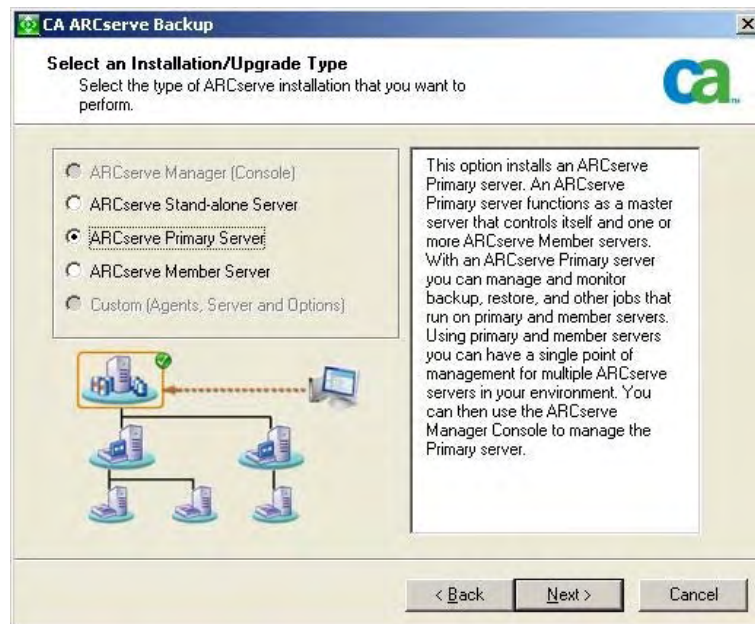 CA ARCserve Backup
Select an Installation/Upgrade Type
Select the type of ARCserve installation that you want to
perform.
ca
ARCserve Manager (Console)
ARCserve Stand-alone Server
ARCserve Primary Server
ARCserve Member Server
Custom (Agents, Server and Options)
This option installs an ARCserve
Primary server. An ARCserve
Primary server functions as a master
server that controls itself and one or
more ARCserve Member servers.
With an ARCserve Primary server
you can manage and monitor
backup, restore, and other jobs that
run on primary and member servers.
Using primary and member servers
you can have a single point of
management for multiple ARCserve
servers in your environment. You
can then use the ARCserve
Manager Console to manage the
Primary server.
< Back
Next >
Cancel